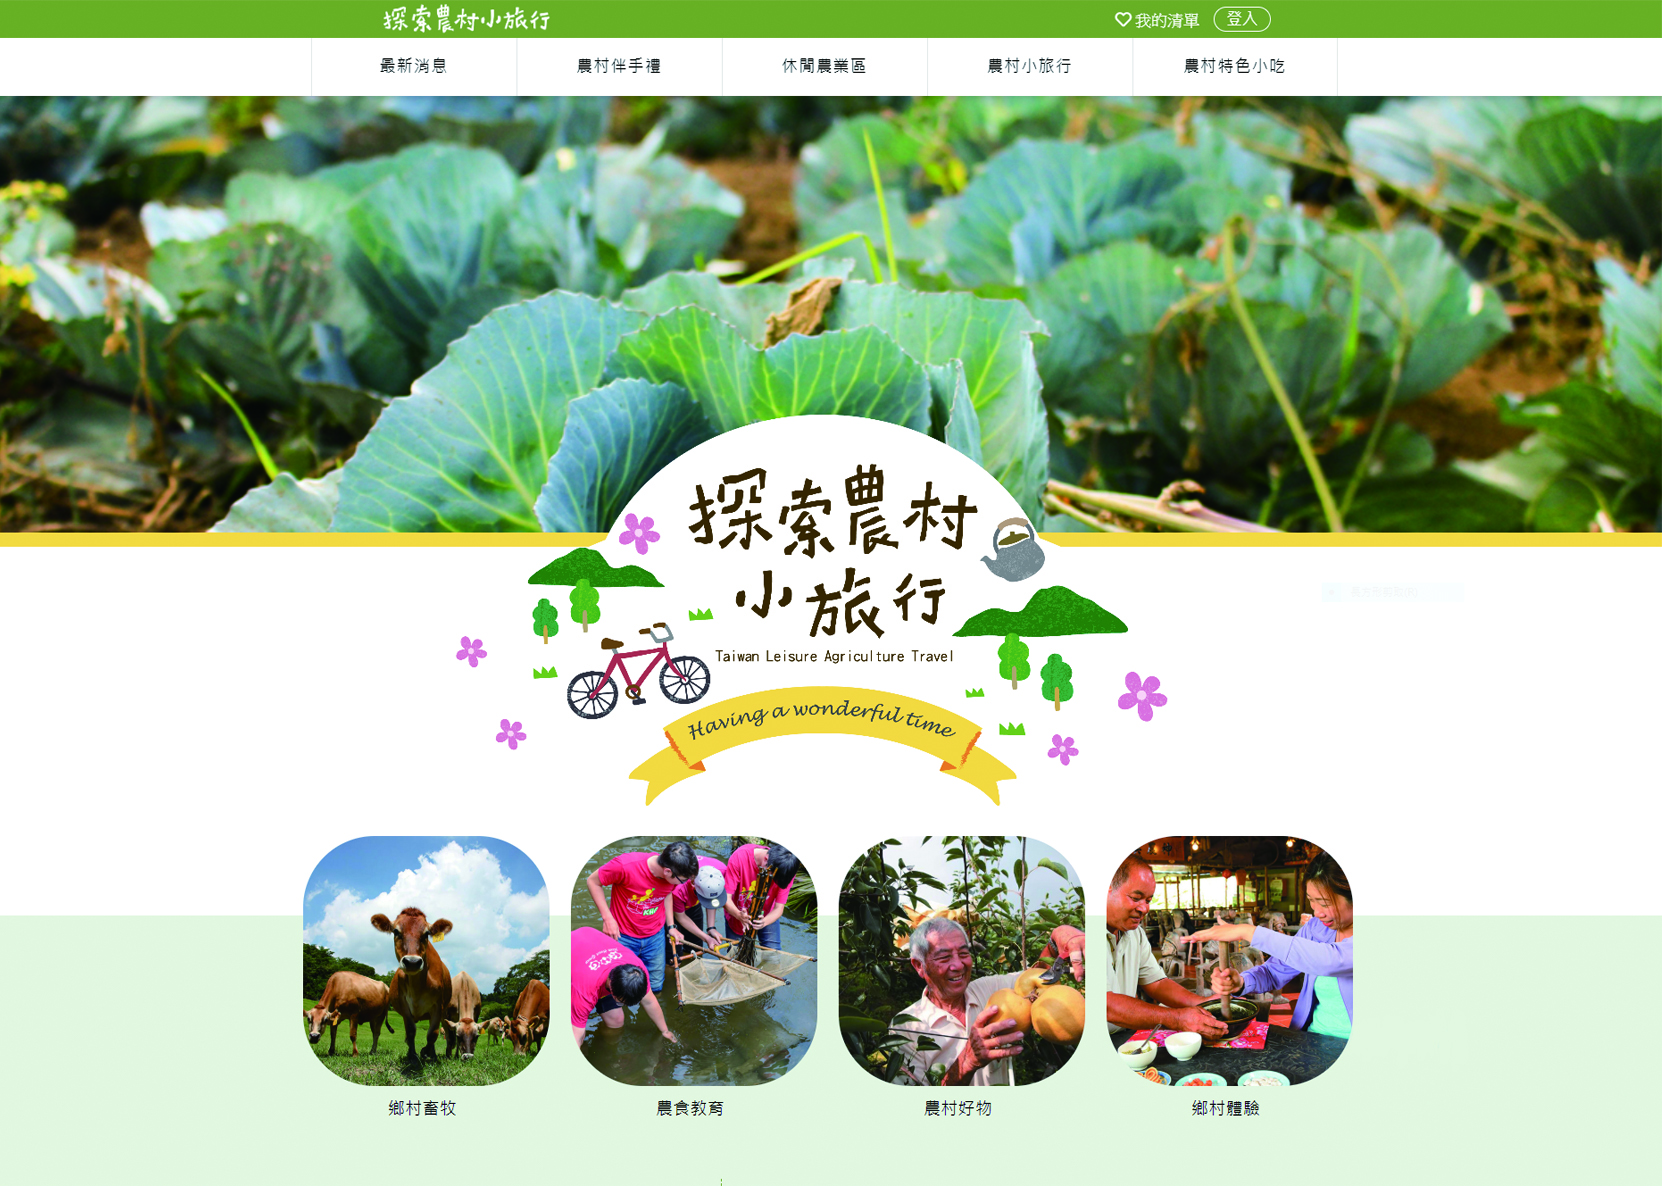 探索農村小旅行
我的清單 登入
最新消息 農村伴手禮 休閒農業區 農村小旅行 農村特色小吃
探索農村
小旅行
Taiwan Leisure Agriculture Travel
Having a wonderful time
鄉村畜牧 農食教育 農村好物 鄉村體驗